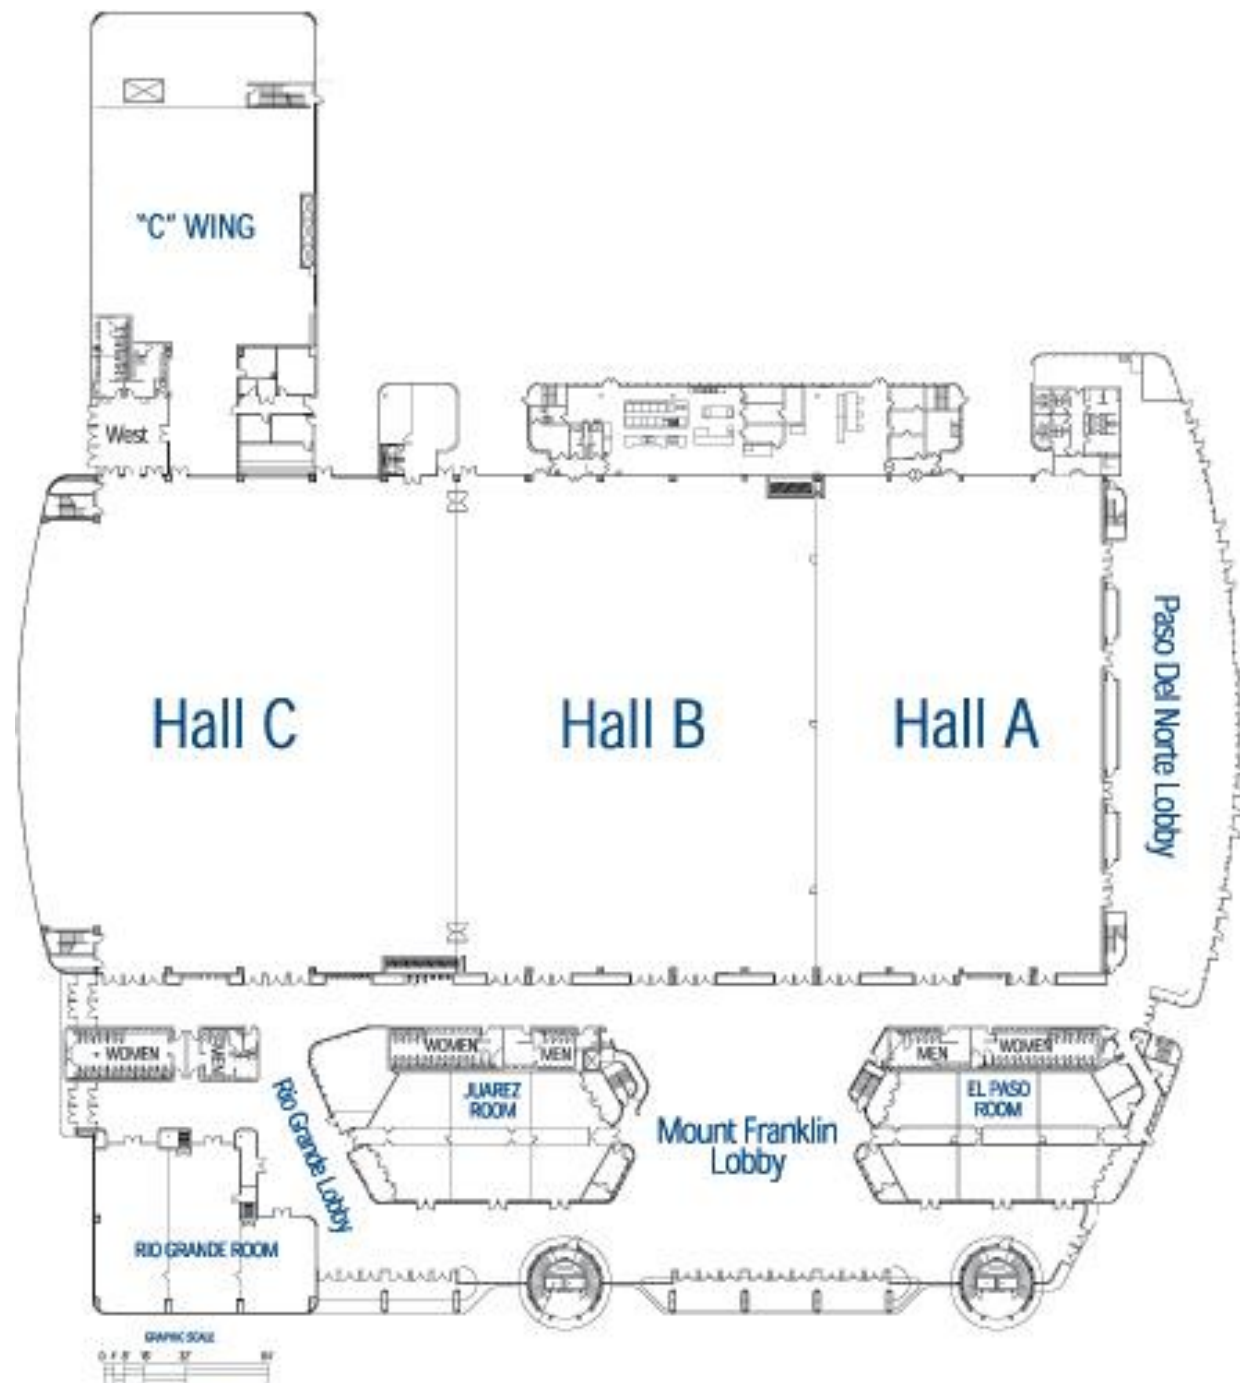 "C" WING
West
Hall C
Hall B
Hall A
Paso Del Norte Lobby
WOMEN
MEN
WOMEN
MEN
MEN
WOMEN
JUAREZ
ROOM
EL PASO
ROOM
Rio Grande Lobby
Mount Franklin
Lobby
RIO GRANDE ROOM
GRAPHIC SCALE